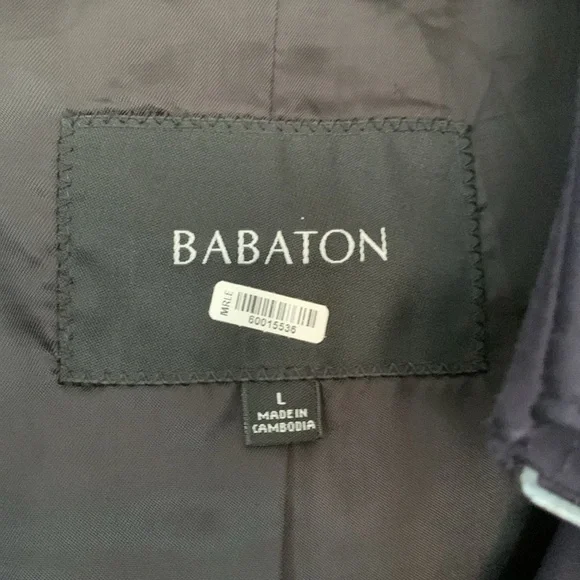 BABATON
MRLE
60015536
L
MADE IN
CAMBODIA